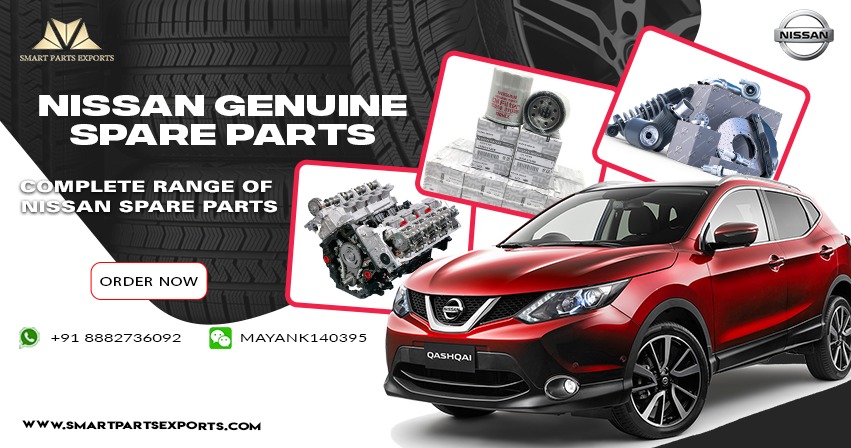 SMART PARTS EXPORTS
NISSAN
NISSAN GENUINE
SPARE PARTS
COMPLETE RANGE OF
NISSAN SPARE PARTS
ORDER NOW
+91 8882736092
MAYANK140395
QASHQAI
WWW.SMARTPARTSEXPORTS.COM